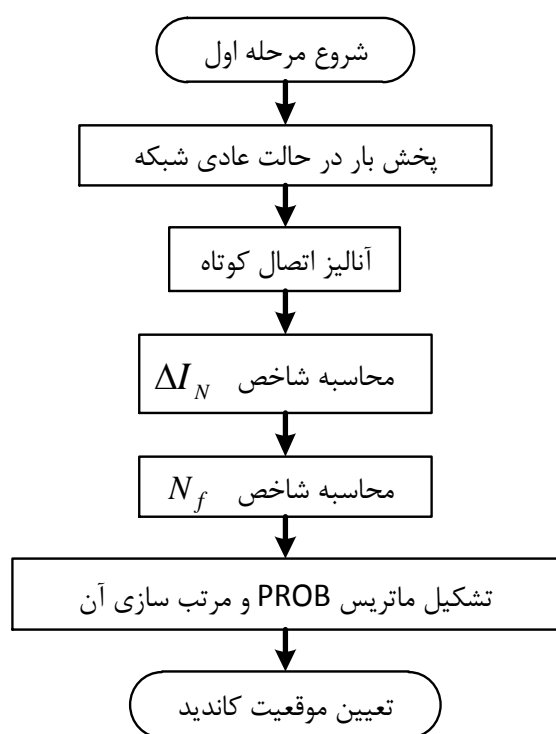 شروع مرحله اول
پخش بار در حالت عادی شبکه
آنالیز اتصال کوتاه
محاسبه شاخص ΔI_N
محاسبه شاخص N_f
تشکیل ماتریس PROB و مرتب سازی آن
تعیین موقعیت کاندید